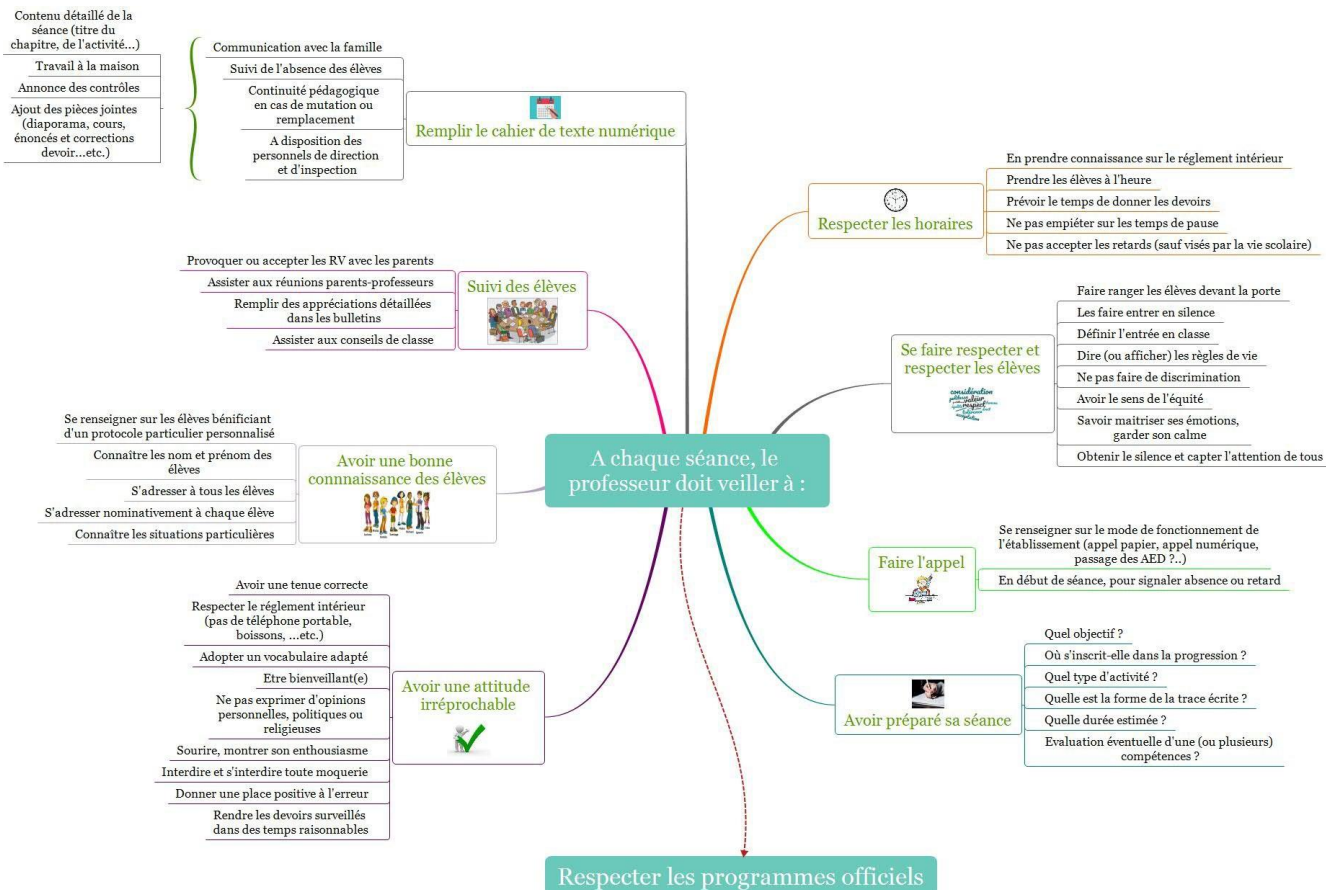 Contenu détaillé de la
séance (titre du
chapitre, de l'activité...)
Travail à la maison
Annonce des contrôles
Ajout des pièces jointes
(diaporama, cours,
énoncés et corrections
devoir...etc.)
Communication avec la famille
Suivi de l'absence des élèves
Continuité pédagogique
en cas de mutation ou
remplacement
A disposition des
personnels de direction
et d'inspection
Remplir le cahier de texte numérique
Provoquer ou accepter les RV avec les parents
Assister aux réunions parents-professeurs
Remplir des appréciations détaillées
dans les bulletins
Assister aux conseils de classe
Suivi des élèves
Se renseigner sur les élèves bénificiant
d'un protocole particulier personnalisé
Connaître les nom et prénom des
élèves
S'adresser à tous les élèves
S'adresser nominativement à chaque élève
Connaître les situations particulières
Avoir une bonne
connnaissance des élèves
Avoir une tenue correcte
Respecter le réglement intérieur
(pas de téléphone portable,
boissons, ...etc.)
Adopter un vocabulaire adapté
Etre bienveillant(e)
Ne pas exprimer d'opinions
personnelles, politiques ou
religieuses
Sourire, montrer son enthousiasme
Interdire et s'interdire toute moquerie
Donner une place positive à l'erreur
Rendre les devoirs surveillés
dans des temps raisonnables
Avoir une attitude
irréprochable
A chaque séance, le
professeur doit veiller à :
Respecter les horaires
En prendre connaissance sur le réglement intérieur
Prendre les élèves à l'heure
Prévoir le temps de donner les devoirs
Ne pas empiéter sur les temps de pause
Ne pas accepter les retards (sauf visés par la vie scolaire)
Se faire respecter et
respecter les élèves
considération
valeur
respect
Faire ranger les élèves devant la porte
Les faire entrer en silence
Définir l'entrée en classe
Dire (ou afficher) les règles de vie
Ne pas faire de discrimination
Avoir le sens de l'équité
Savoir maitriser ses émotions,
garder son calme
Obtenir le silence et capter l'attention de tous
Faire l'appel
Se renseigner sur le mode de fonctionnement de
l'établissement (appel papier, appel numérique,
passage des AED ?..)
En début de séance, pour signaler absence ou retard
Avoir préparé sa séance
Quel objectif ?
Où s'inscrit-elle dans la progression ?
Quel type d'activité ?
Quelle est la forme de la trace écrite ?
Quelle durée estimée ?
Evaluation éventuelle d'une (ou plusieurs)
compétences ?
Respecter les programmes officiels